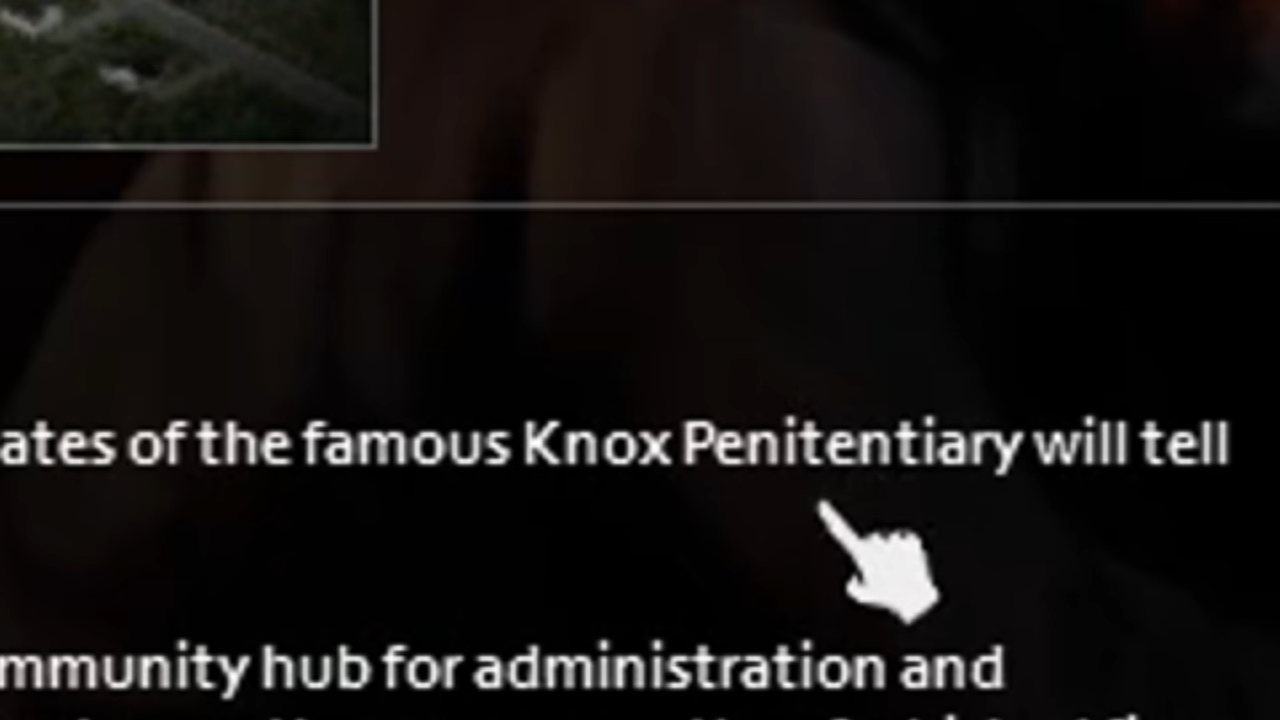 ates of the famous Knox Penitentiary will tell
mmunity hub for administration and